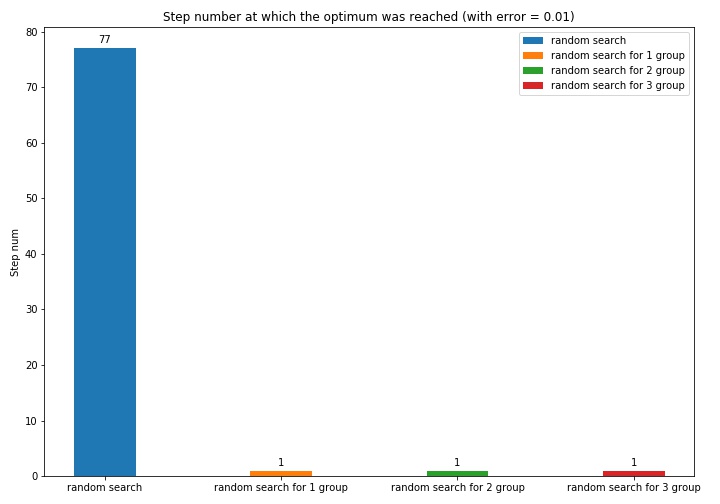 Step number at which the optimum was reached (with error = 0.01)
random search
random search for 1 group
random search for 2 group
random search for 3 group
Step num
80
70
60
50
40
30
20
10
0
77
1
1
1
random search
random search for 1 group
random search for 2 group
random search for 3 group